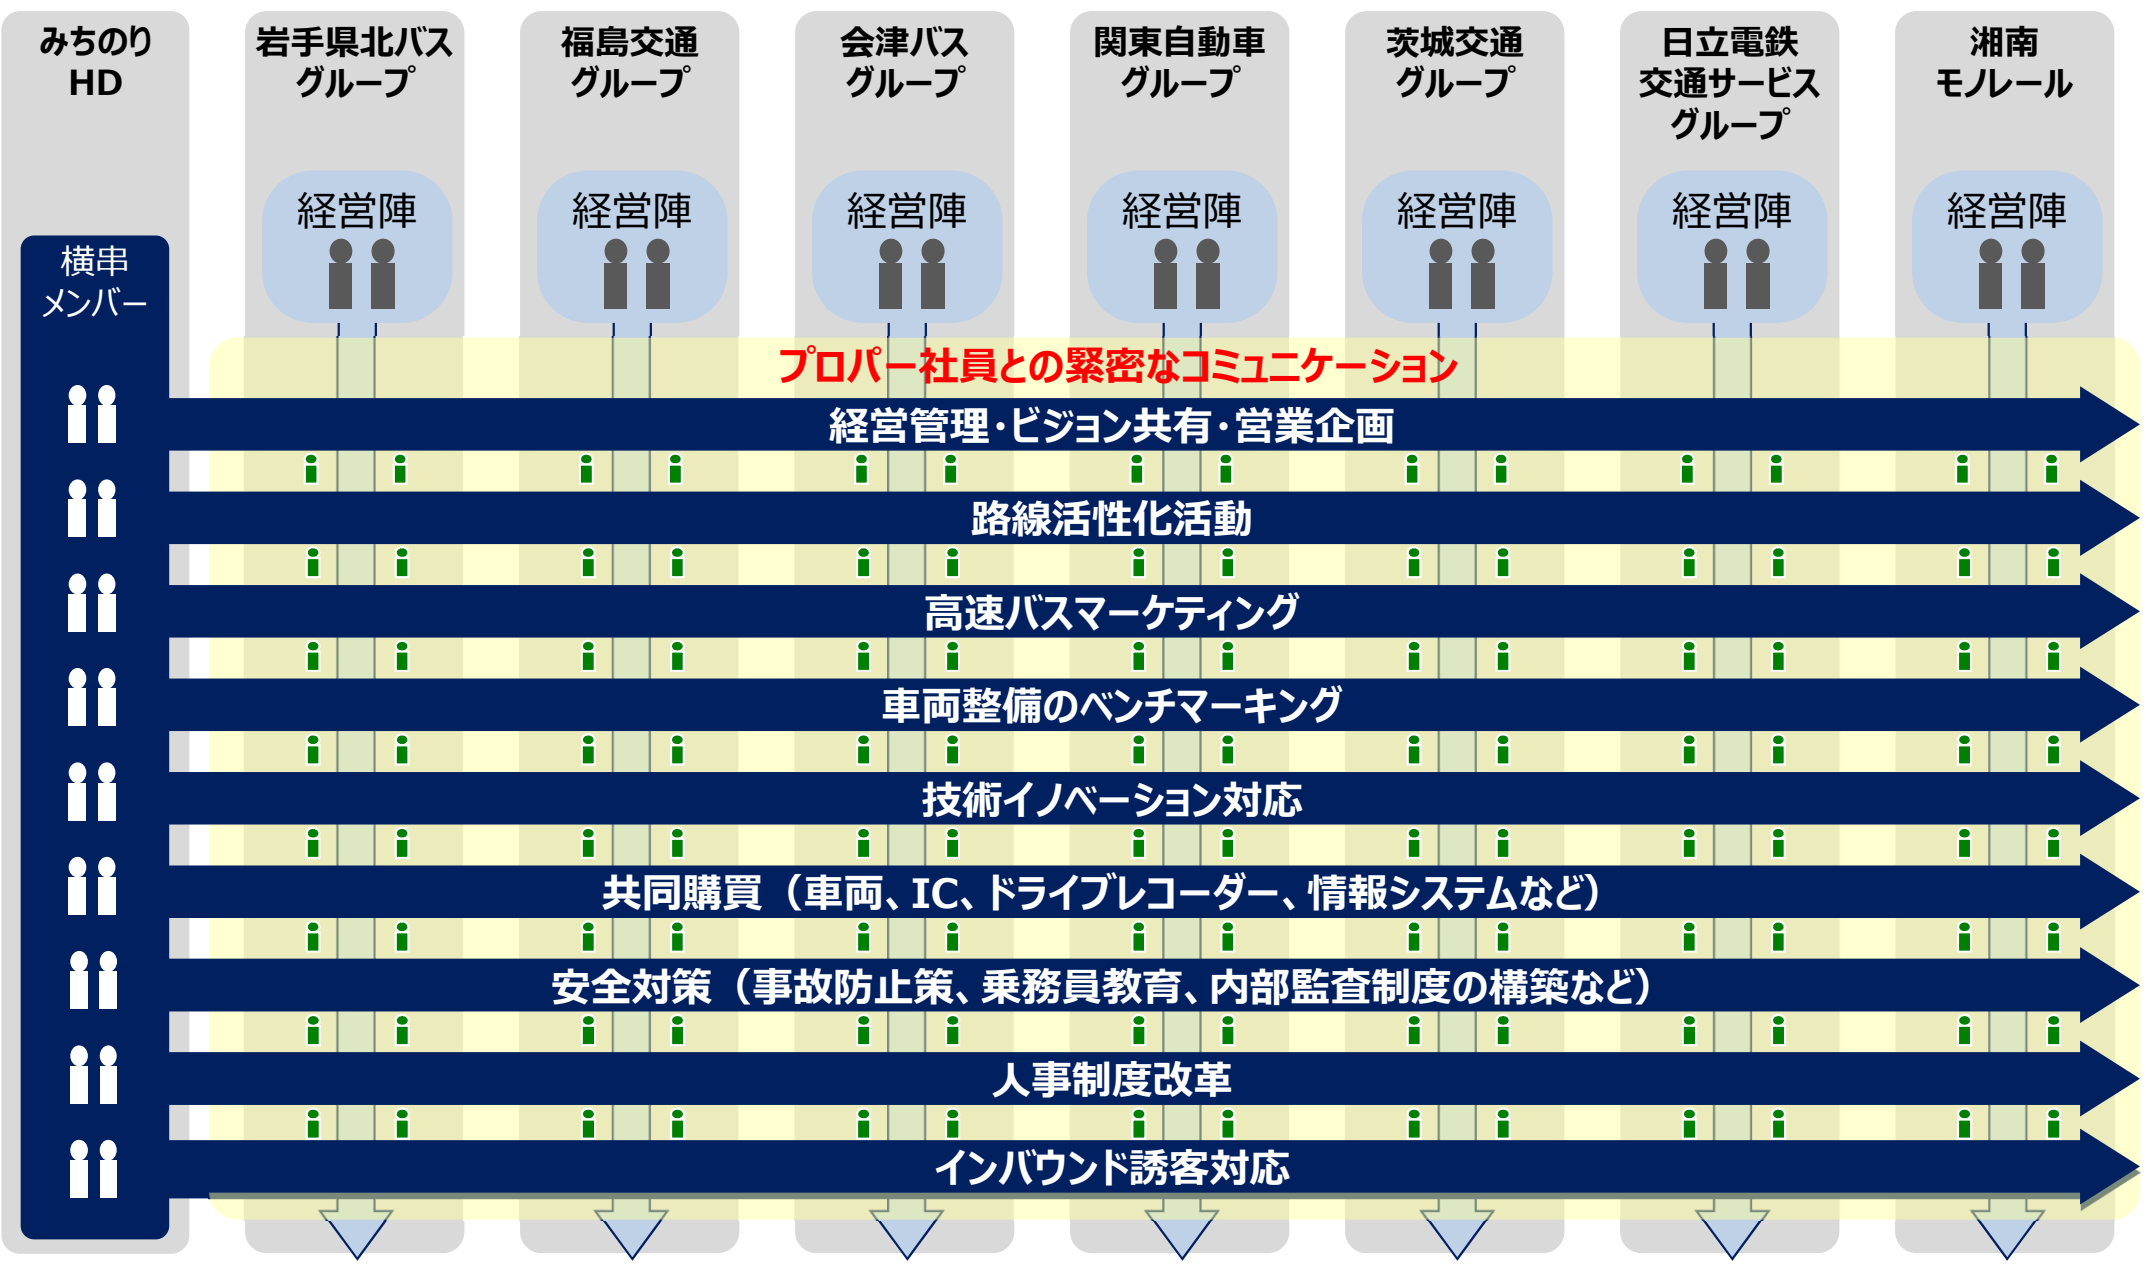 みちのり
HD
岩手県北バス
グループ
福島交通
グループ
会津バス
グループ
関東自動車
グループ
茨城交通
グループ
日立電鉄
交通サービス
グループ
湘南
モノレール
経営陣
経営陣
経営陣
経営陣
経営陣
経営陣
経営陣
横串
メンバー
プロパー社員との緊密なコミュニケーション
経営管理・ビジョン共有・営業企画
路線活性化活動
高速バスマーケティング
車両整備のベンチマーキング
技術イノベーション対応
共同購買（車両、IC、ドライブレコーダー、情報システムなど）
安全対策（事故防止策、乗務員教育、内部監査制度の構築など）
人事制度改革
インバウンド誘客対応